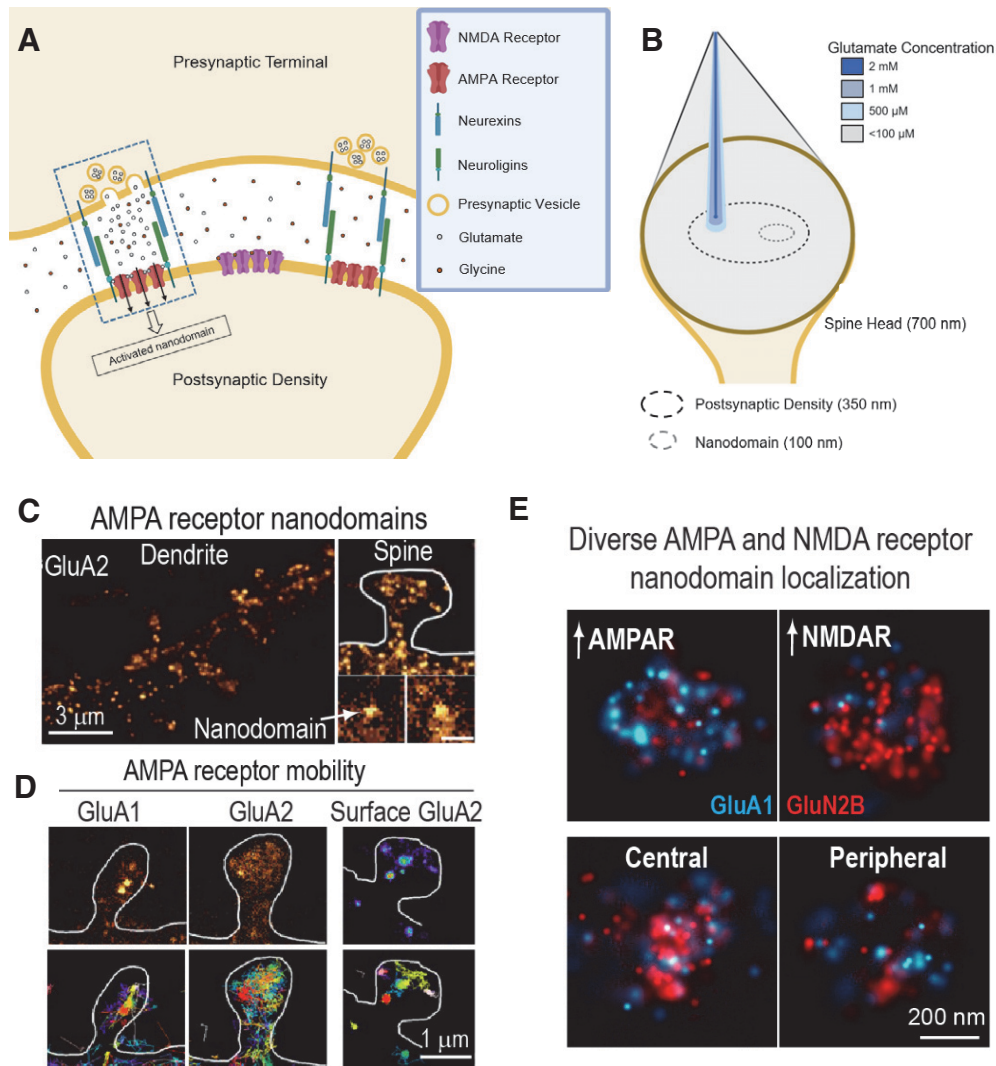 A
Presynaptic Terminal
NMDA Receptor
AMPA Receptor
Neurexins
Neuroligins
Presynaptic Vesicle
Glutamate
Glycine
Activated nanodomain
Postsynaptic Density
B
Glutamate Concentration
2 mM
1 mM
500 µM
<100 µM
Spine Head (700 nm)
Postsynaptic Density (350 nm)
Nanodomain (100 nm)
C
AMPA receptor nanodomains
GluA2
Dendrite
Spine
3 µm
Nanodomain
D
AMPA receptor mobility
GluA1
GluA2
Surface GluA2
1 µm
E
Diverse AMPA and NMDA receptor
nanodomain localization
↑AMPAR
↑NMDAR
GluA1
GluN2B
Central
Peripheral
200 nm